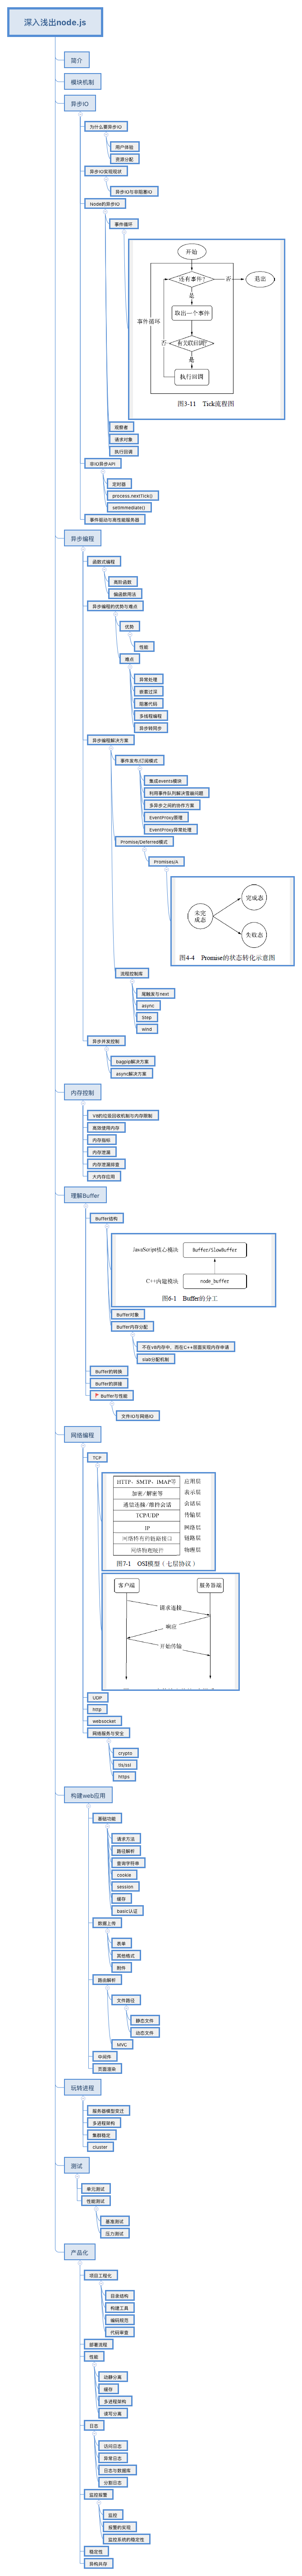 深入浅出node.js
简介
模块机制
异步IO
为什么要异步IO
用户体验
资源分配
异步IO实现现状
异步IO与非阻塞IO
Node的异步IO
事件循环
开始
还有事件?
否
退出
是
事件循环
取出一个事件
否
有关联回调?
是
执行回调
图3-11 Tick流程图
观察者
请求对象
执行回调
非IO异步API
定时器
process.nextTick()
setImmediate()
事件驱动与高性能服务器
异步编程
函数式编程
高阶函数
偏函数用法
异步编程的优势与难点
优势
性能
难点
异常处理
嵌套过深
阻塞代码
多线程编程
异步转同步
异步编程解决方案
事件发布/订阅模式
集成events模块
利用事件队列解决雪崩问题
多异步之间的协作方案
EventProxy原理
EventProxy异常处理
Promise/Deferred模式
Promises/A
未完成态
完成态
失败态
图4-4 Promise的状态转化示意图
流程控制库
尾触发与next
async
Step
wind
异步并发控制
bagpip解决方案
async解决方案
内存控制
V8的垃圾回收机制与内存限制
高效使用内存
内存指标
内存泄漏
内存泄漏排查
大内存应用
理解Buffer
Buffer结构
JavaScript核心模块
Buffer/SlowBuffer
C++内建模块
node_buffer
图6-1 Buffer的分工
Buffer对象
Buffer内存分配
不在V8内存中，而在C++层面实现内存申请
slab分配机制
Buffer的转换
Buffer的拼接
Buffer与性能
文件IO与网络IO
网络编程
TCP
HTTP、SMTP、IMAP等 应用层
加密/解密等 表示层
通信连接/维持会话 会话层
TCP/UDP 传输层
IP 网络层
网络特有的链路接口 链路层
网络物理硬件 物理层
图7-1 OSI模型（七层协议）
客户端
服务器端
请求连接
响应
开始传输
UDP
http
websocket
网络服务与安全
crypto
tls/ssl
https
构建web应用
基础功能
请求方法
路径解析
查询字符串
cookie
session
缓存
basic认证
数据上传
表单
其他格式
附件
路由解析
文件路径
静态文件
动态文件
MVC
中间件
页面渲染
玩转进程
服务器模型变迁
多进程架构
集群稳定
cluster
测试
单元测试
性能测试
基准测试
压力测试
产品化
项目工程化
目录结构
构建工具
编码规范
代码审查
部署流程
性能
动静分离
缓存
多进程架构
读写分离
日志
访问日志
异常日志
日志与数据库
分割日志
监控报警
监控
报警的实现
监控系统的稳定性
稳定性
异构共存